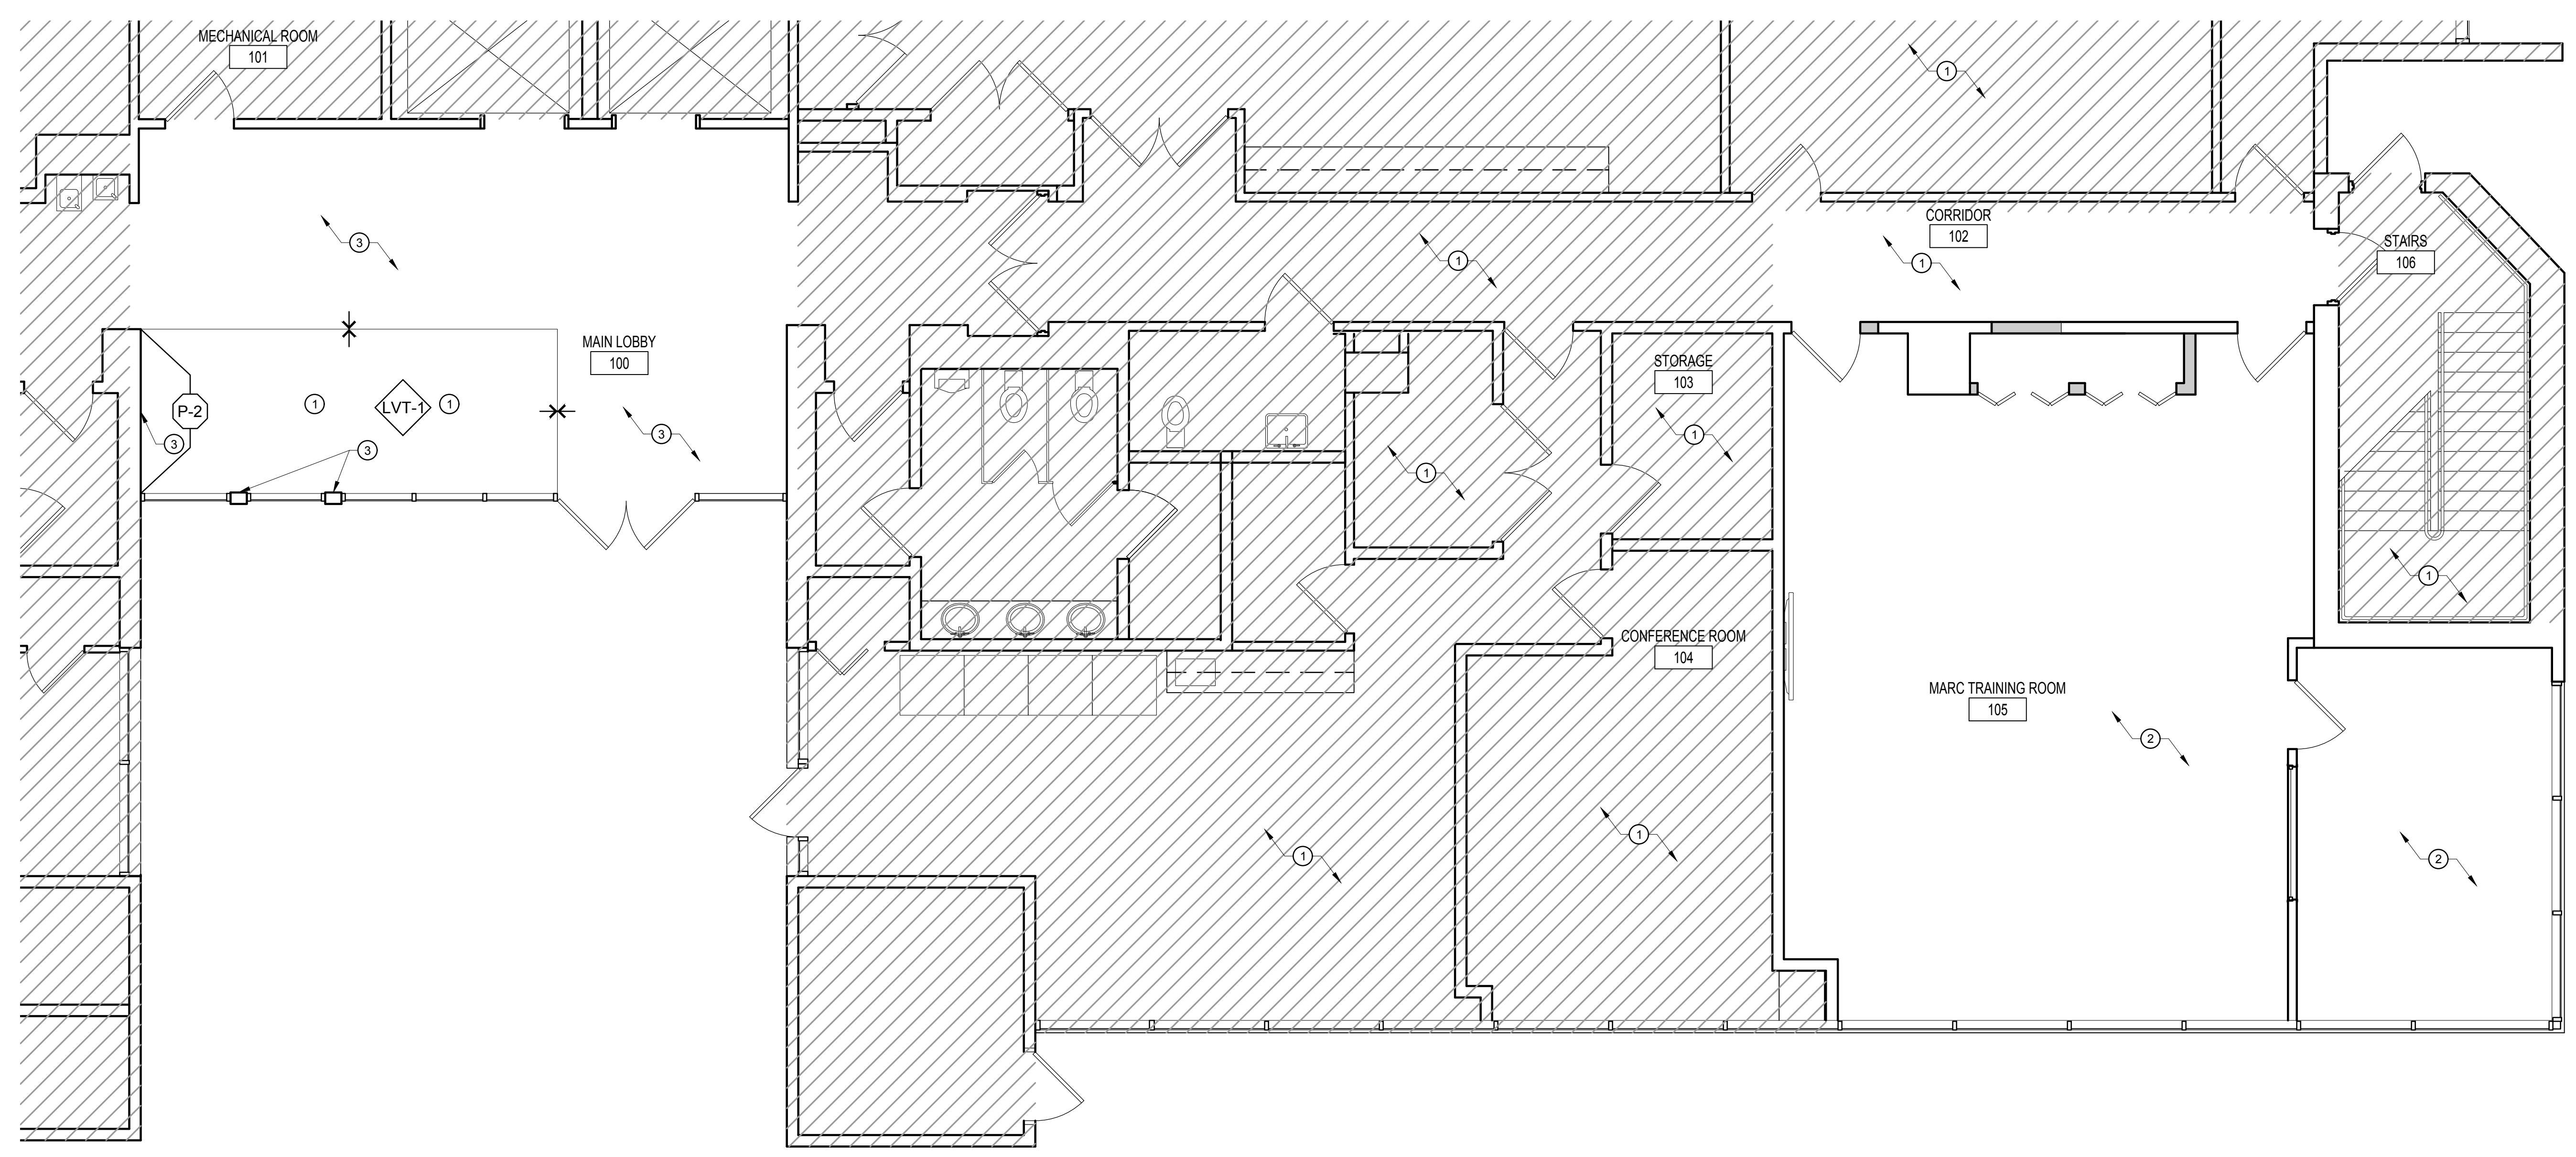 MECHANICAL ROOM
101
1
3
1
CORRIDOR
102
1
STAIRS
106
MAIN LOBBY
100
STORAGE
103
P-2
1
LVT-1
1
3
3
3
1
1
1
CONFERENCE ROOM
104
MARC TRAINING ROOM
105
2
1
1
2